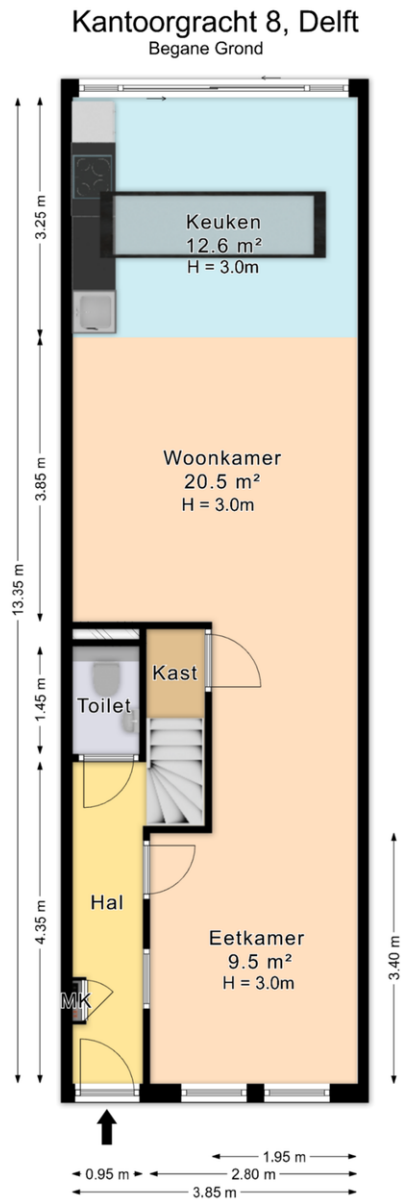 Kantoorgracht 8, Delft
Begane Grond
3.25 m
Keuken
12.6 m²
H = 3.0m
Woonkamer
20.5 m²
H = 3.0m
3.85 m
13.35 m
Kast
Toilet
1.45 m
Hal
4.35 m
Eetkamer
9.5 m²
H = 3.0m
3.40 m
MK
1.95 m
0.95 m
2.80 m
3.85 m